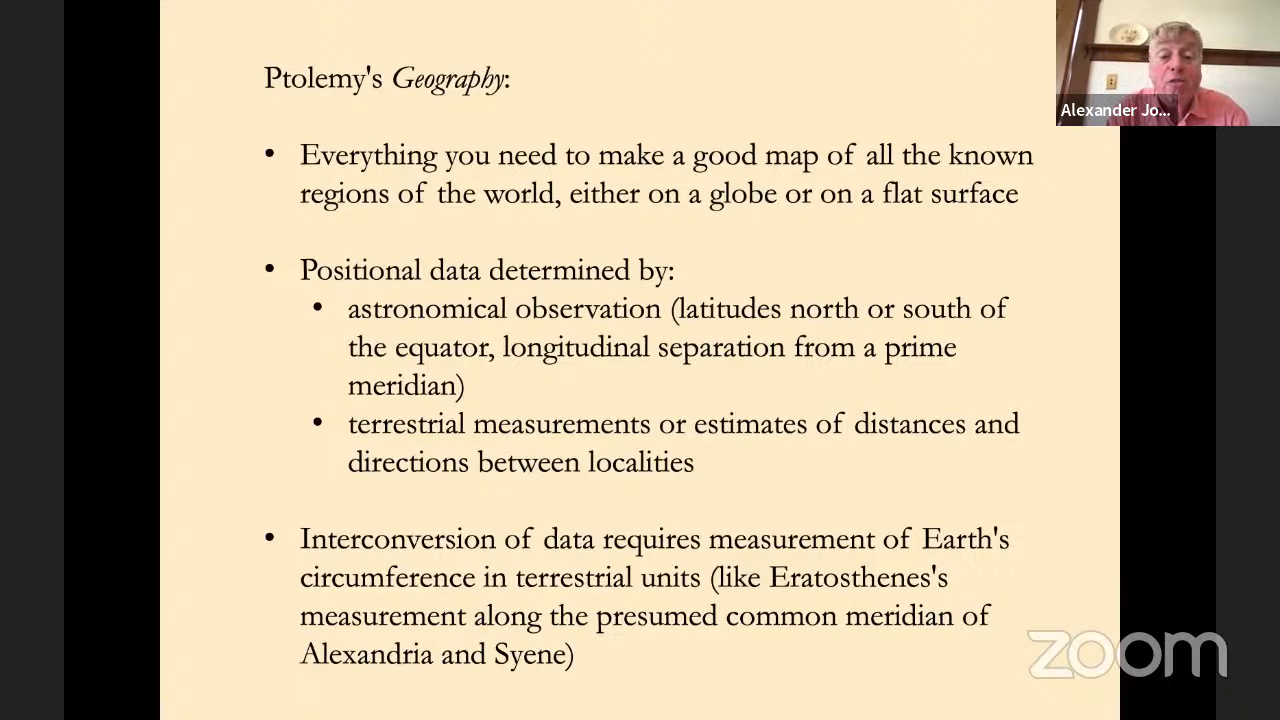 Ptolemy's Geography:
• Everything you need to make a good map of all the known
regions of the world, either on a globe or on a flat surface
• Positional data determined by:
• astronomical observation (latitudes north or south of
the equator, longitudinal separation from a prime
meridian)
• terrestrial measurements or estimates of distances and
directions between localities
• Interconversion of data requires measurement of Earth's
circumference in terrestrial units (like Eratosthenes's
measurement along the presumed common meridian of
Alexandria and Syene)
Alexander Jo...
zoom